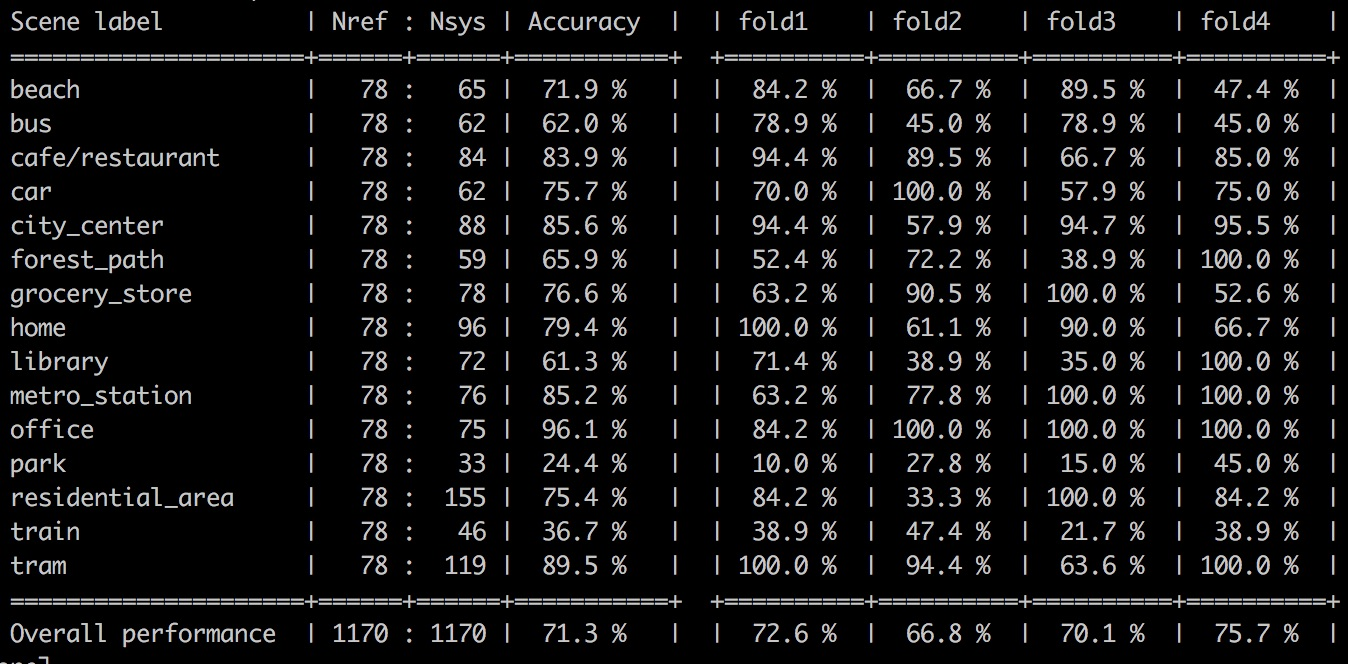 Scene label | Nref : Nsys | Accuracy | | fold1 | fold2 | fold3 | fold4 |
=====================+======+======+===========+ +==========+==========+==========+==========+
beach | 78 : 65 | 71.9 % | | 84.2 % | 66.7 % | 89.5 % | 47.4 % |
bus | 78 : 62 | 62.0 % | | 78.9 % | 45.0 % | 78.9 % | 45.0 % |
cafe/restaurant | 78 : 84 | 83.9 % | | 94.4 % | 89.5 % | 66.7 % | 85.0 % |
car | 78 : 62 | 75.7 % | | 70.0 % | 100.0 % | 57.9 % | 75.0 % |
city_center | 78 : 88 | 85.6 % | | 94.4 % | 57.9 % | 94.7 % | 95.5 % |
forest_path | 78 : 59 | 65.9 % | | 52.4 % | 72.2 % | 38.9 % | 100.0 % |
grocery_store | 78 : 78 | 76.6 % | | 63.2 % | 90.5 % | 100.0 % | 52.6 % |
home | 78 : 96 | 79.4 % | | 100.0 % | 61.1 % | 90.0 % | 66.7 % |
library | 78 : 72 | 61.3 % | | 71.4 % | 38.9 % | 35.0 % | 100.0 % |
metro_station | 78 : 76 | 85.2 % | | 63.2 % | 77.8 % | 100.0 % | 100.0 % |
office | 78 : 75 | 96.1 % | | 84.2 % | 100.0 % | 100.0 % | 100.0 % |
park | 78 : 33 | 24.4 % | | 10.0 % | 27.8 % | 15.0 % | 45.0 % |
residential_area | 78 : 155 | 75.4 % | | 84.2 % | 33.3 % | 100.0 % | 84.2 % |
train | 78 : 46 | 36.7 % | | 38.9 % | 47.4 % | 21.7 % | 38.9 % |
tram | 78 : 119 | 89.5 % | | 100.0 % | 94.4 % | 63.6 % | 100.0 % |
=====================+======+======+===========+ +==========+==========+==========+==========+
Overall performance | 1170 : 1170 | 71.3 % | | 72.6 % | 66.8 % | 70.1 % | 75.7 % |